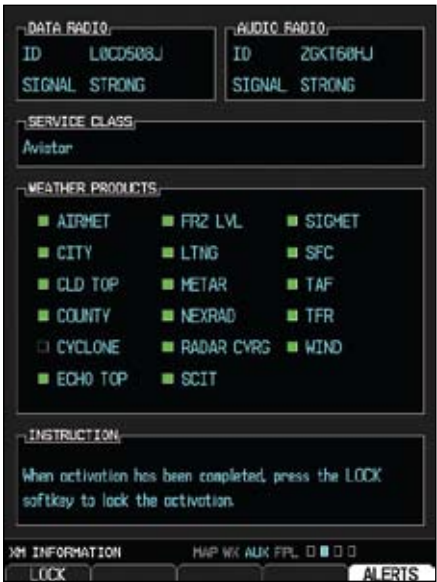 DATA RADIO
ID L0CD508J
SIGNAL STRONG
AUDIO RADIO
ID ZGKT60HJ
SIGNAL STRONG
SERVICE CLASS
Aviator
WEATHER PRODUCTS
AIRMET FRZ LVL SIGMET
CITY LTNG SFC
CLD TOP METAR TAF
COUNTY NEXRAD TFR
CYCLONE RADAR CVRG WIND
ECHO TOP SCIT
INSTRUCTION
When activation has been completed, press the LOCK
softkey to lock the activation.
XM INFORMATION MAP WX AUX FPL
LOCK ALERTS